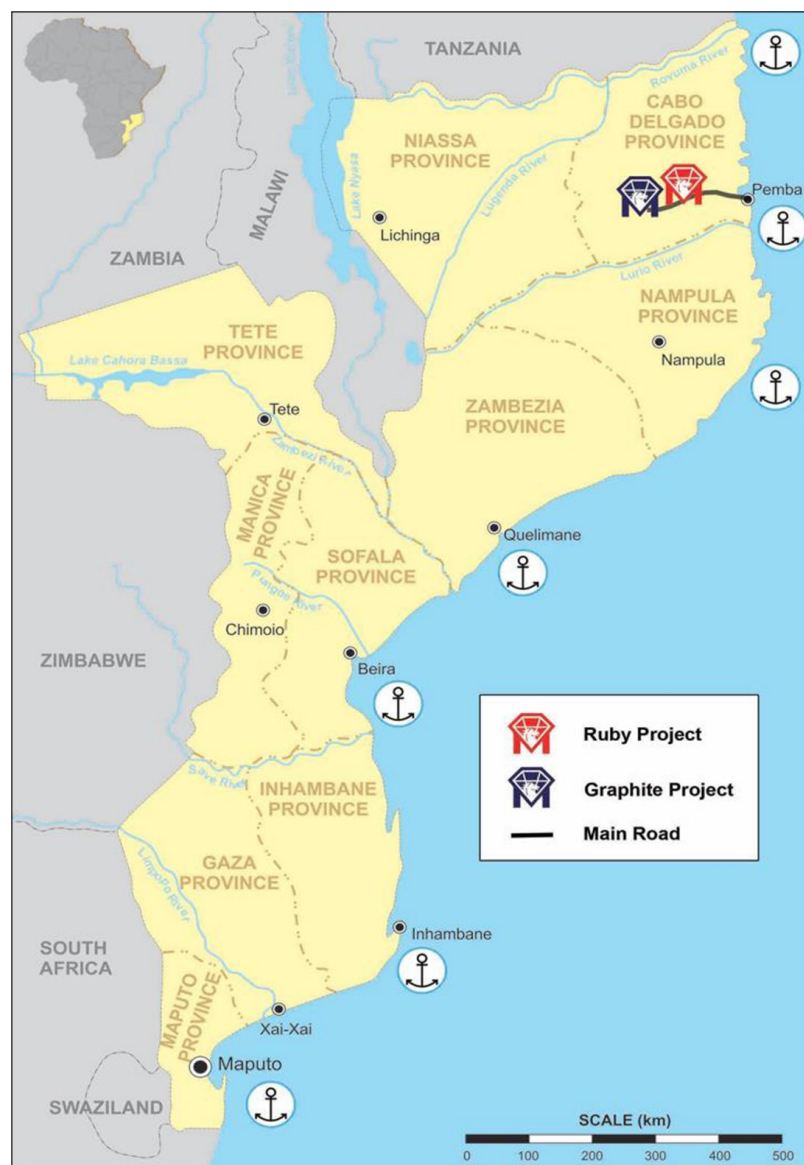 TANZANIA
Rovuma River
CABO
DELGADO
PROVINCE
NIASSA
PROVINCE
Lugenda River
Lake Nyasa
MALAWI
Pemba
Lichinga
ZAMBIA
Lurio River
NAMPULA
PROVINCE
TETE
PROVINCE
Lake Cahora Bassa
Nampula
ZAMBEZIA
PROVINCE
Tete
Zambezi River
MANICA
PROVINCE
SOFALA
PROVINCE
Quelimane
River
Chimoio
ZIMBABWE
Beira
Ruby Project
Graphite Project
Main Road
Save River
INHAMBANE
PROVINCE
GAZA
PROVINCE
Limpopo River
Inhambane
SOUTH
AFRICA
MAPUTO
PROVINCE
Xai-Xai
Maputo
SWAZILAND
SCALE (km)
0 100 200 300 400 500